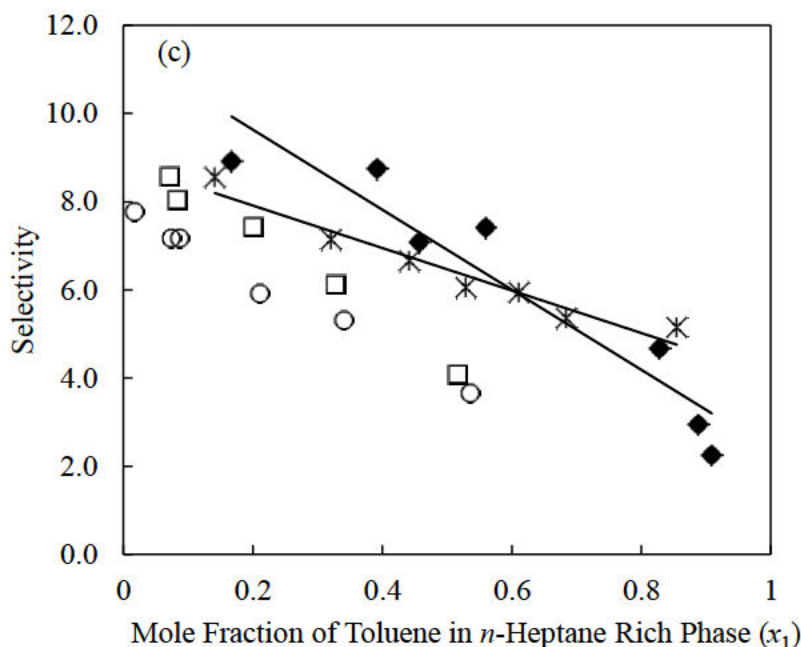 (c)
12.0
10.0
8.0
6.0
4.0
2.0
0.0
Selectivity
0 0.2 0.4 0.6 0.8 1
Mole Fraction of Toluene in n-Heptane Rich Phase (x₁)